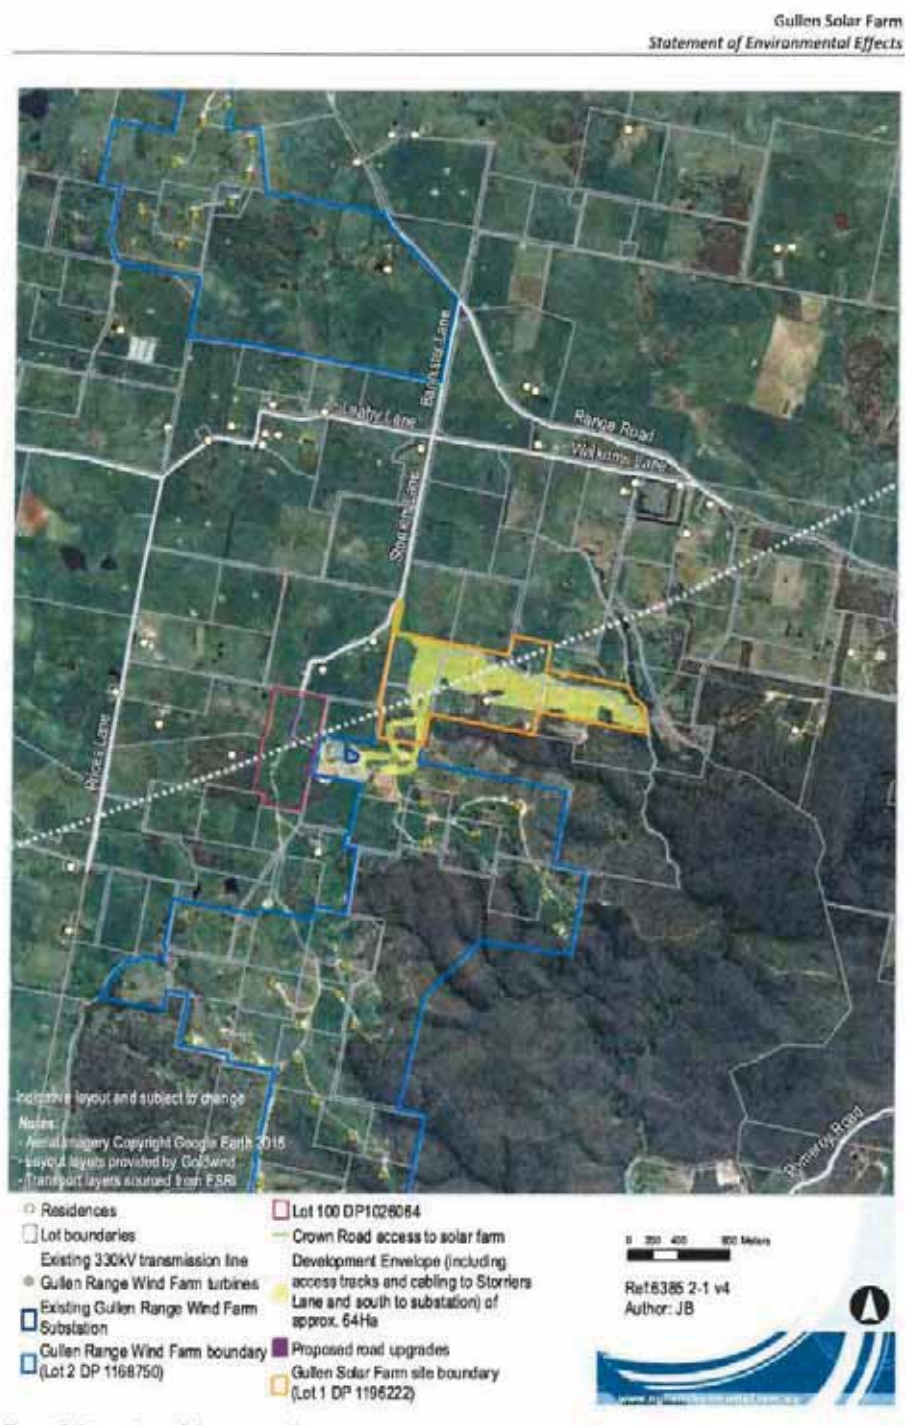 Gullen Solar Farm
Statement of Environmental Effects
Bannister Lane
Leahy Lane
Range Road
Walkoms Lane
Storriers Lane
Prices Lane
Pomeroy Road
Indicative layout and subject to change
Notes:
- Aerial Imagery Copyright Google Earth 2015
- Layout layers provided by Goldwind
- Transport layers sourced from ESRI
Residences
Lot boundaries
Existing 330kV transmission line
Gullen Range Wind Farm turbines
Existing Gullen Range Wind Farm
Substation
Gullen Range Wind Farm boundary
(Lot 2 DP 1168750)
Lot 100 DP1026064
Crown Road access to solar farm
Development Envelope (including
access tracks and cabling to Storriers
Lane and south to substation) of
approx. 64Ha
Proposed road upgrades
Gullen Solar Farm site boundary
(Lot 1 DP 1196222)
0 200 400 800 Meters
Ref:6385 2-1 v4
Author: JB